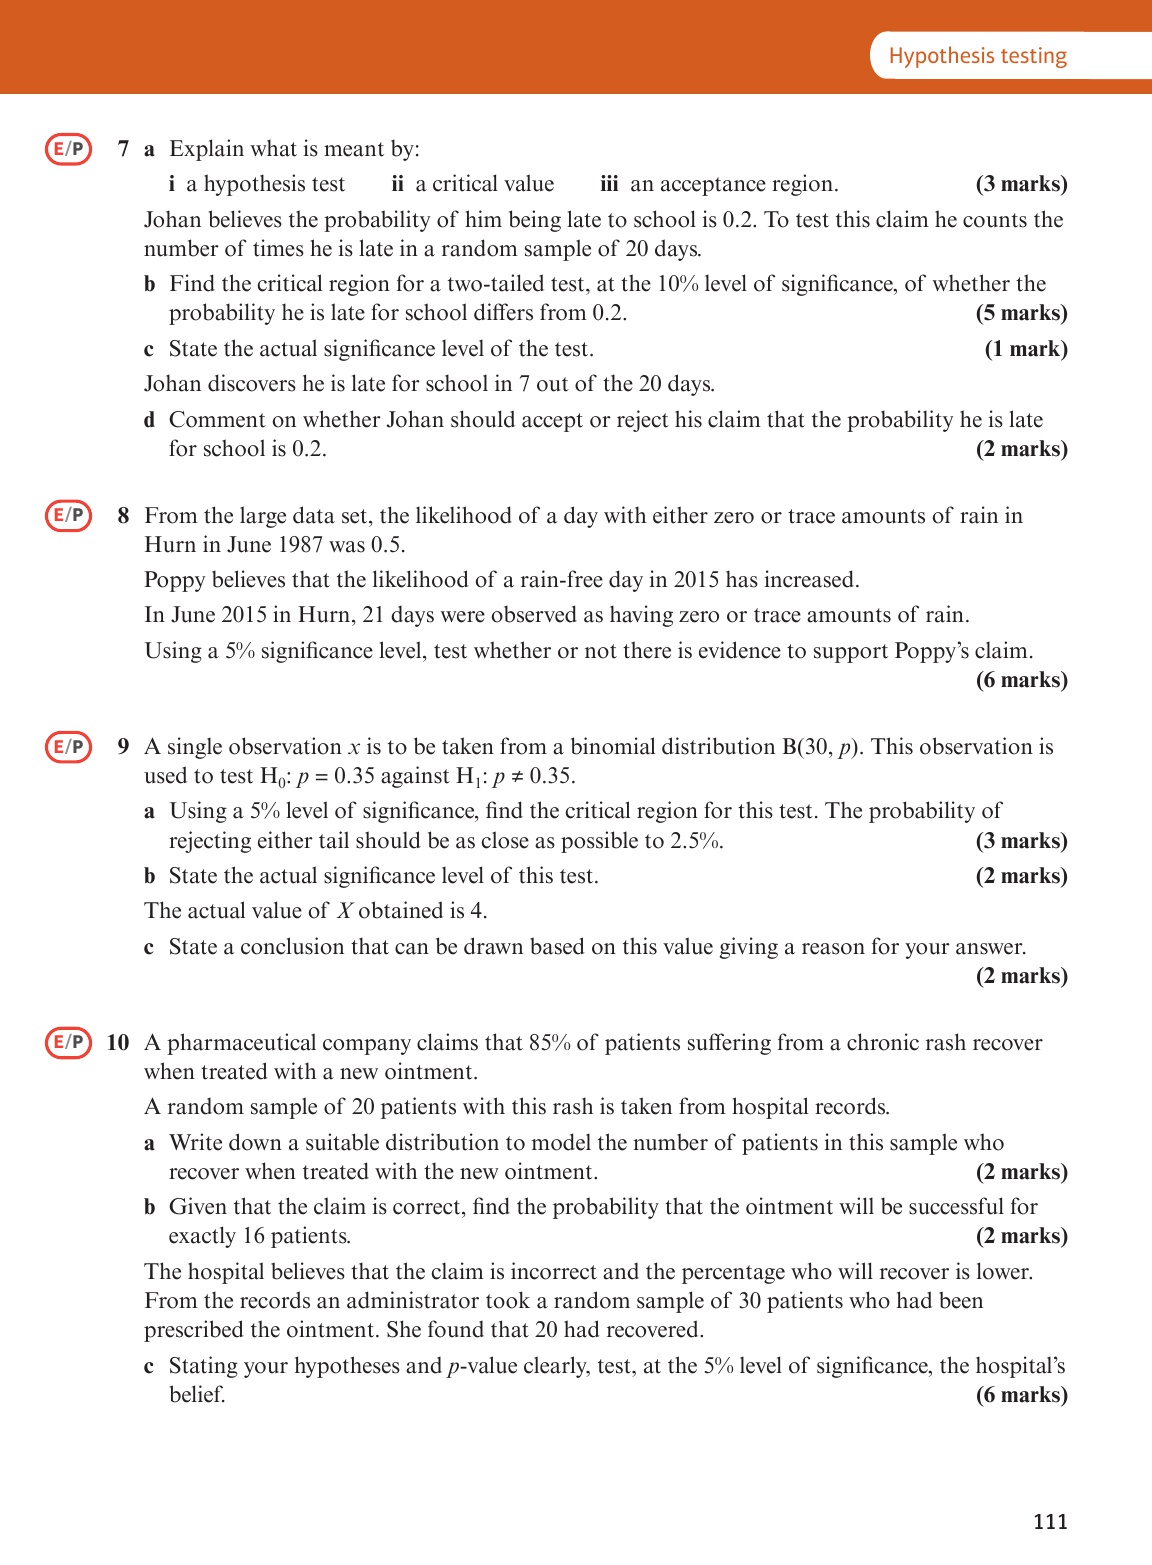 Hypothesis testing
E/P 7 a Explain what is meant by:
i a hypothesis test ii a critical value iii an acceptance region. (3 marks)
Johan believes the probability of him being late to school is 0.2. To test this claim he counts the
number of times he is late in a random sample of 20 days.
b Find the critical region for a two-tailed test, at the 10% level of significance, of whether the
probability he is late for school differs from 0.2. (5 marks)
c State the actual significance level of the test. (1 mark)
Johan discovers he is late for school in 7 out of the 20 days.
d Comment on whether Johan should accept or reject his claim that the probability he is late
for school is 0.2. (2 marks)
E/P 8 From the large data set, the likelihood of a day with either zero or trace amounts of rain in
Hurn in June 1987 was 0.5.
Poppy believes that the likelihood of a rain-free day in 2015 has increased.
In June 2015 in Hurn, 21 days were observed as having zero or trace amounts of rain.
Using a 5% significance level, test whether or not there is evidence to support Poppy’s claim.
(6 marks)
E/P 9 A single observation x is to be taken from a binomial distribution B(30, p). This observation is
used to test H₀: p = 0.35 against H₁: p ≠ 0.35.
a Using a 5% level of significance, find the critical region for this test. The probability of
rejecting either tail should be as close as possible to 2.5%. (3 marks)
b State the actual significance level of this test. (2 marks)
The actual value of X obtained is 4.
c State a conclusion that can be drawn based on this value giving a reason for your answer.
(2 marks)
E/P 10 A pharmaceutical company claims that 85% of patients suffering from a chronic rash recover
when treated with a new ointment.
A random sample of 20 patients with this rash is taken from hospital records.
a Write down a suitable distribution to model the number of patients in this sample who
recover when treated with the new ointment. (2 marks)
b Given that the claim is correct, find the probability that the ointment will be successful for
exactly 16 patients. (2 marks)
The hospital believes that the claim is incorrect and the percentage who will recover is lower.
From the records an administrator took a random sample of 30 patients who had been
prescribed the ointment. She found that 20 had recovered.
c Stating your hypotheses and p-value clearly, test, at the 5% level of significance, the hospital’s
belief. (6 marks)
111